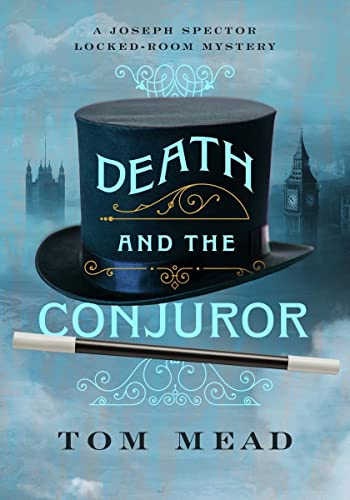 A JOSEPH SPECTOR
LOCKED-ROOM MYSTERY
DEATH
AND THE
CONJUROR
TOM MEAD